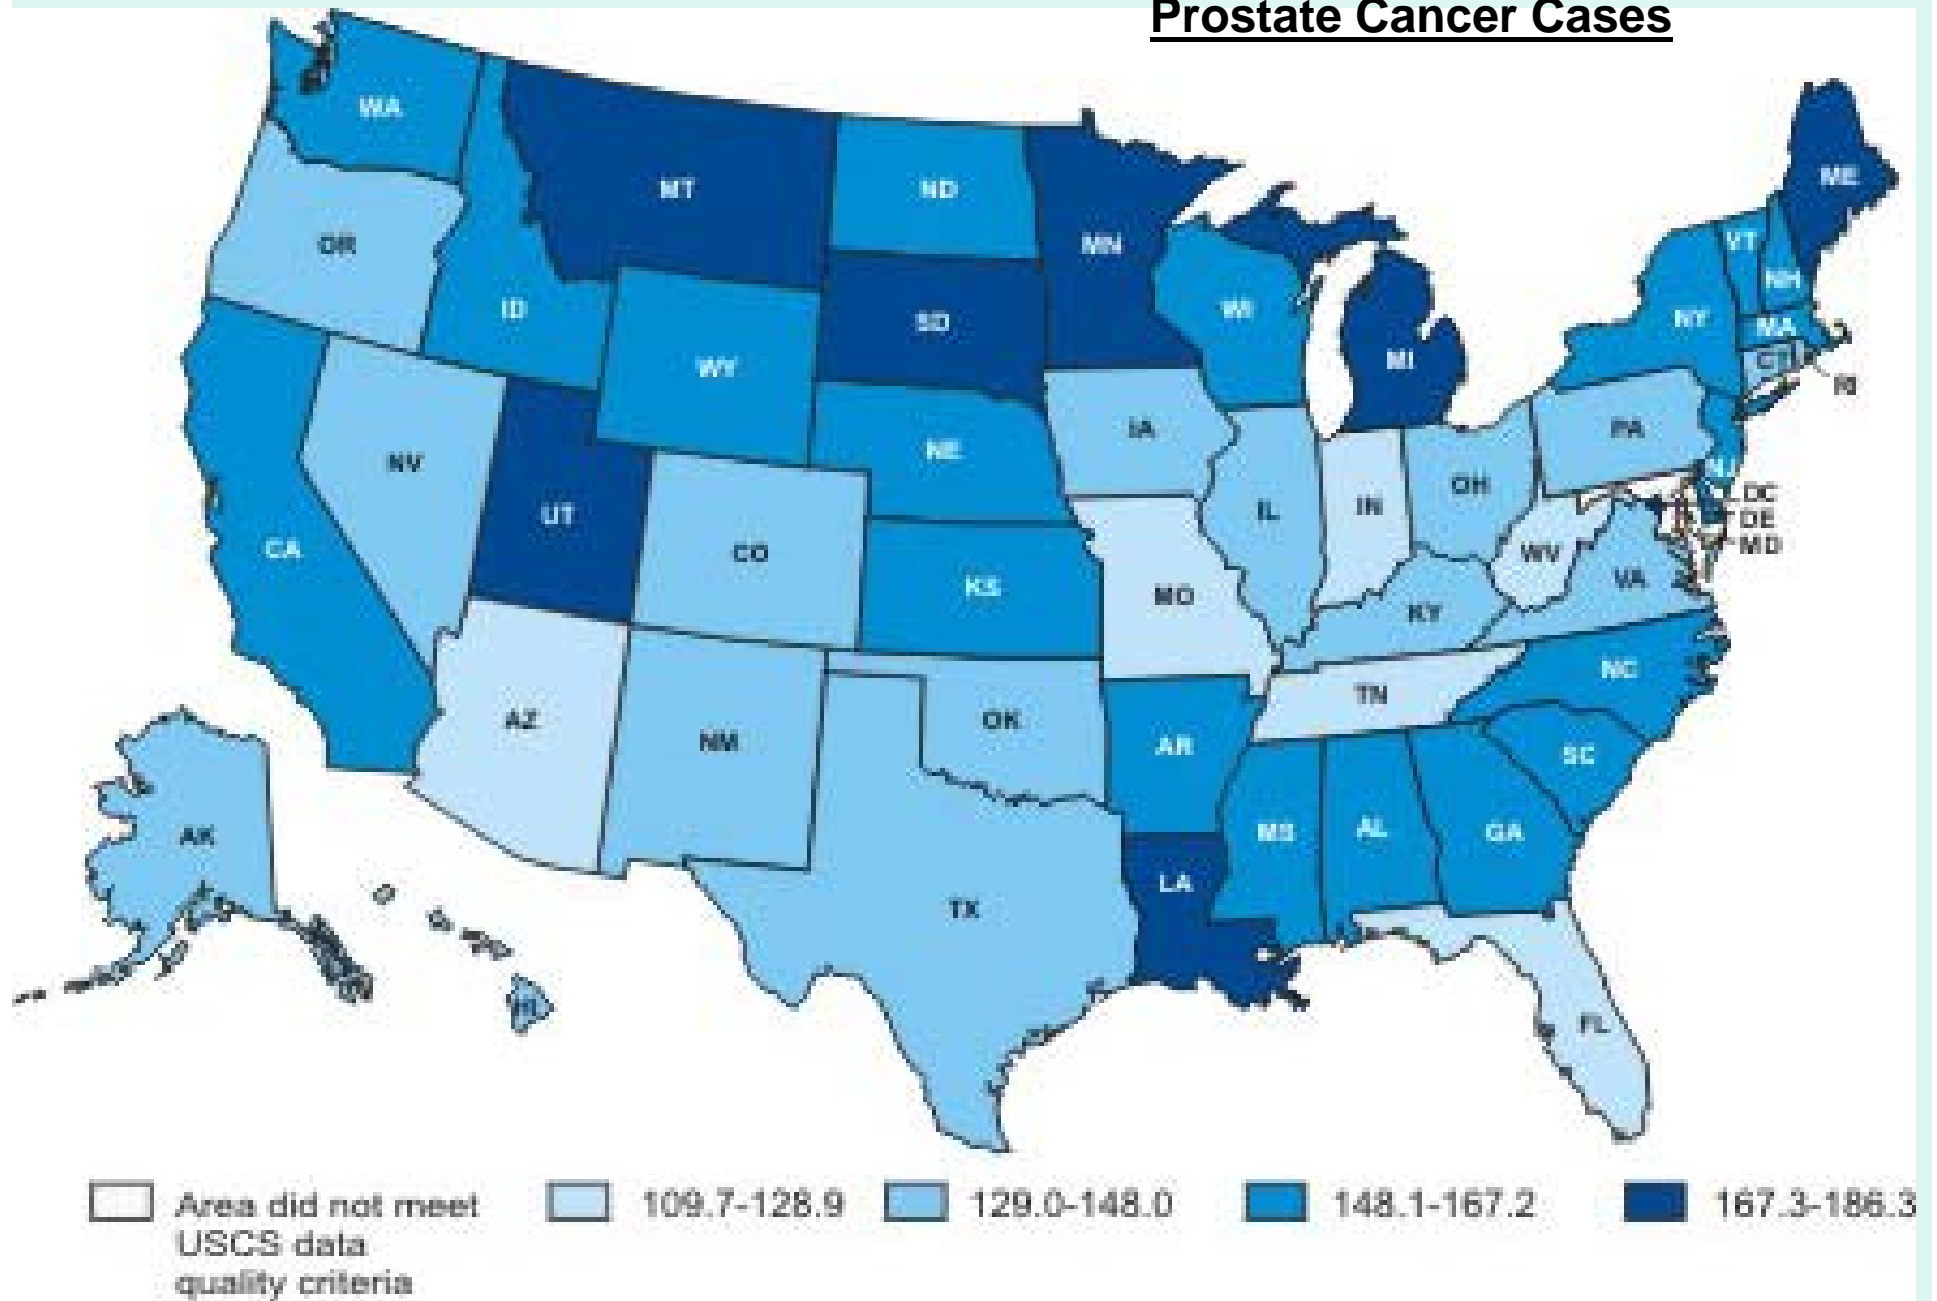 Prostate Cancer Cases
WA
MT
ND
MN
ME
OR
ID
SD
WI
VT
NH
WY
NY
MA
MI
CT
RI
NV
NE
IA
PA
UT
IL
IN
OH
NJ
DC
DE
MD
CA
CO
KS
MO
WV
VA
KY
NC
AZ
NM
OK
TN
AR
SC
AK
MS
AL
GA
TX
LA
HI
FL
Area did not meet 109.7-128.9 129.0-148.0 148.1-167.2 167.3-186.3
USCS data
quality criteria